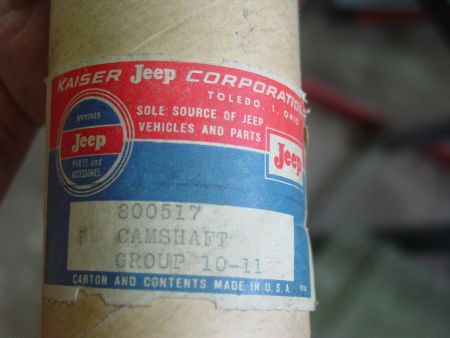 KAISER Jeep CORPORATION
TOLEDO, 1, OHIO
SOLE SOURCE OF JEEP
VEHICLES AND PARTS
APPROVED
Jeep
PARTS and
ACCESSORIES
Jeep
800517
CAMSHAFT
GROUP 10-11
CARTON AND CONTENTS MADE IN U.S.A.